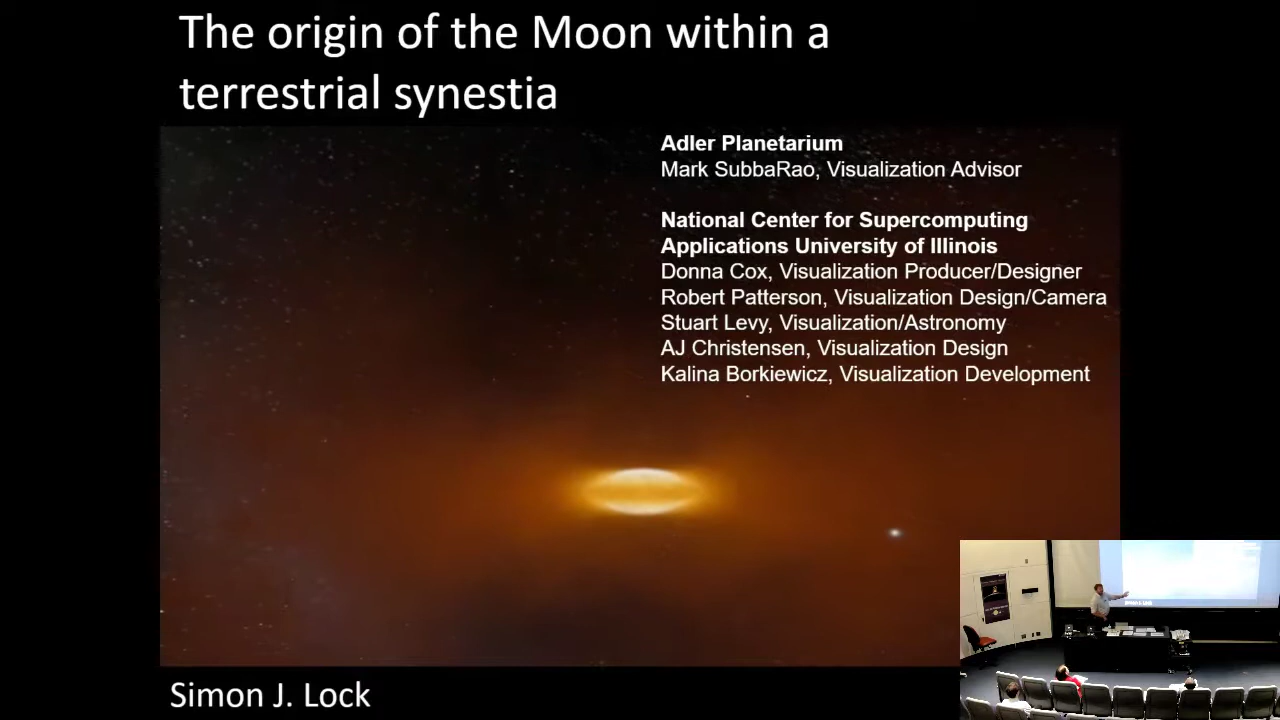 The origin of the Moon within a
terrestrial synestia
Adler Planetarium
Mark SubbaRao, Visualization Advisor
National Center for Supercomputing
Applications University of Illinois
Donna Cox, Visualization Producer/Designer
Robert Patterson, Visualization Design/Camera
Stuart Levy, Visualization/Astronomy
AJ Christensen, Visualization Design
Kalina Borkiewicz, Visualization Development
Simon J. Lock